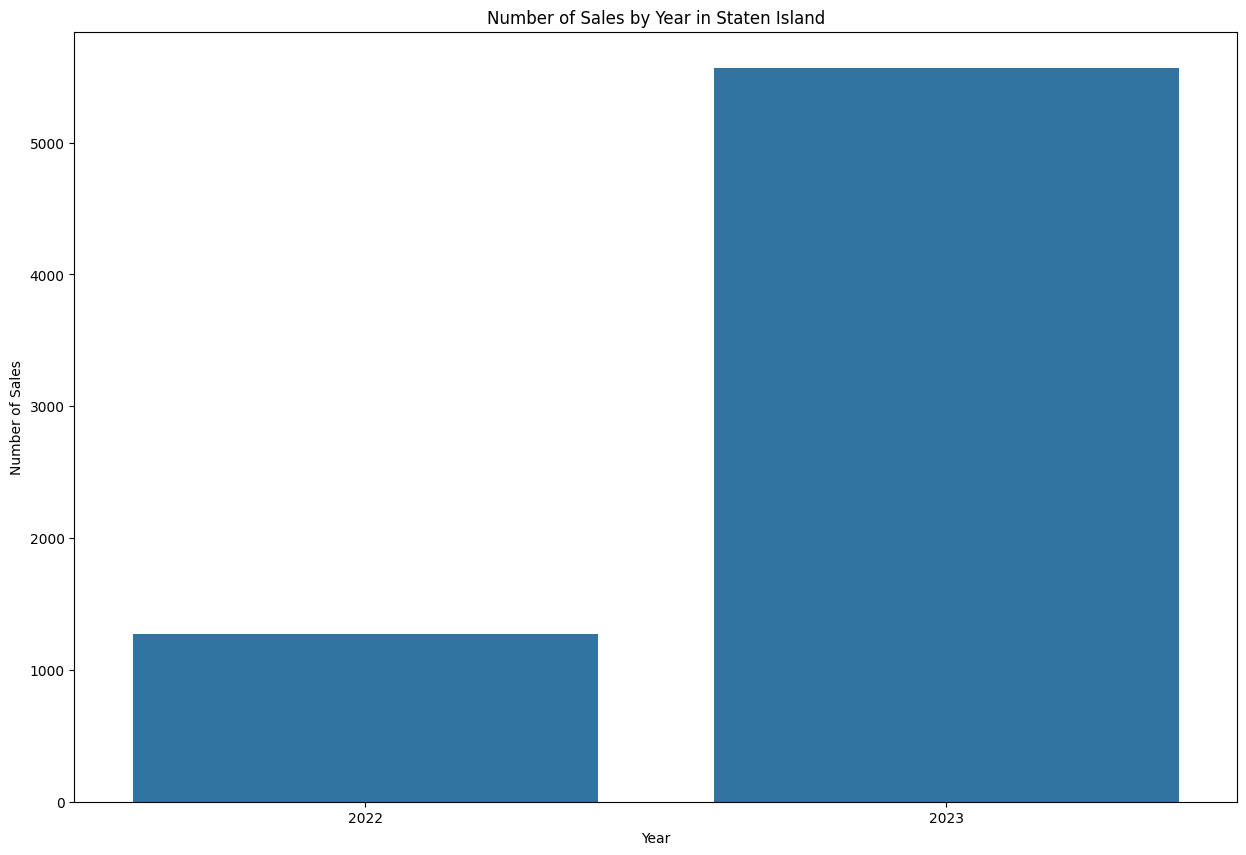 Number of Sales by Year in Staten Island
Number of Sales
5000
4000
3000
2000
1000
0
2022
2023
Year